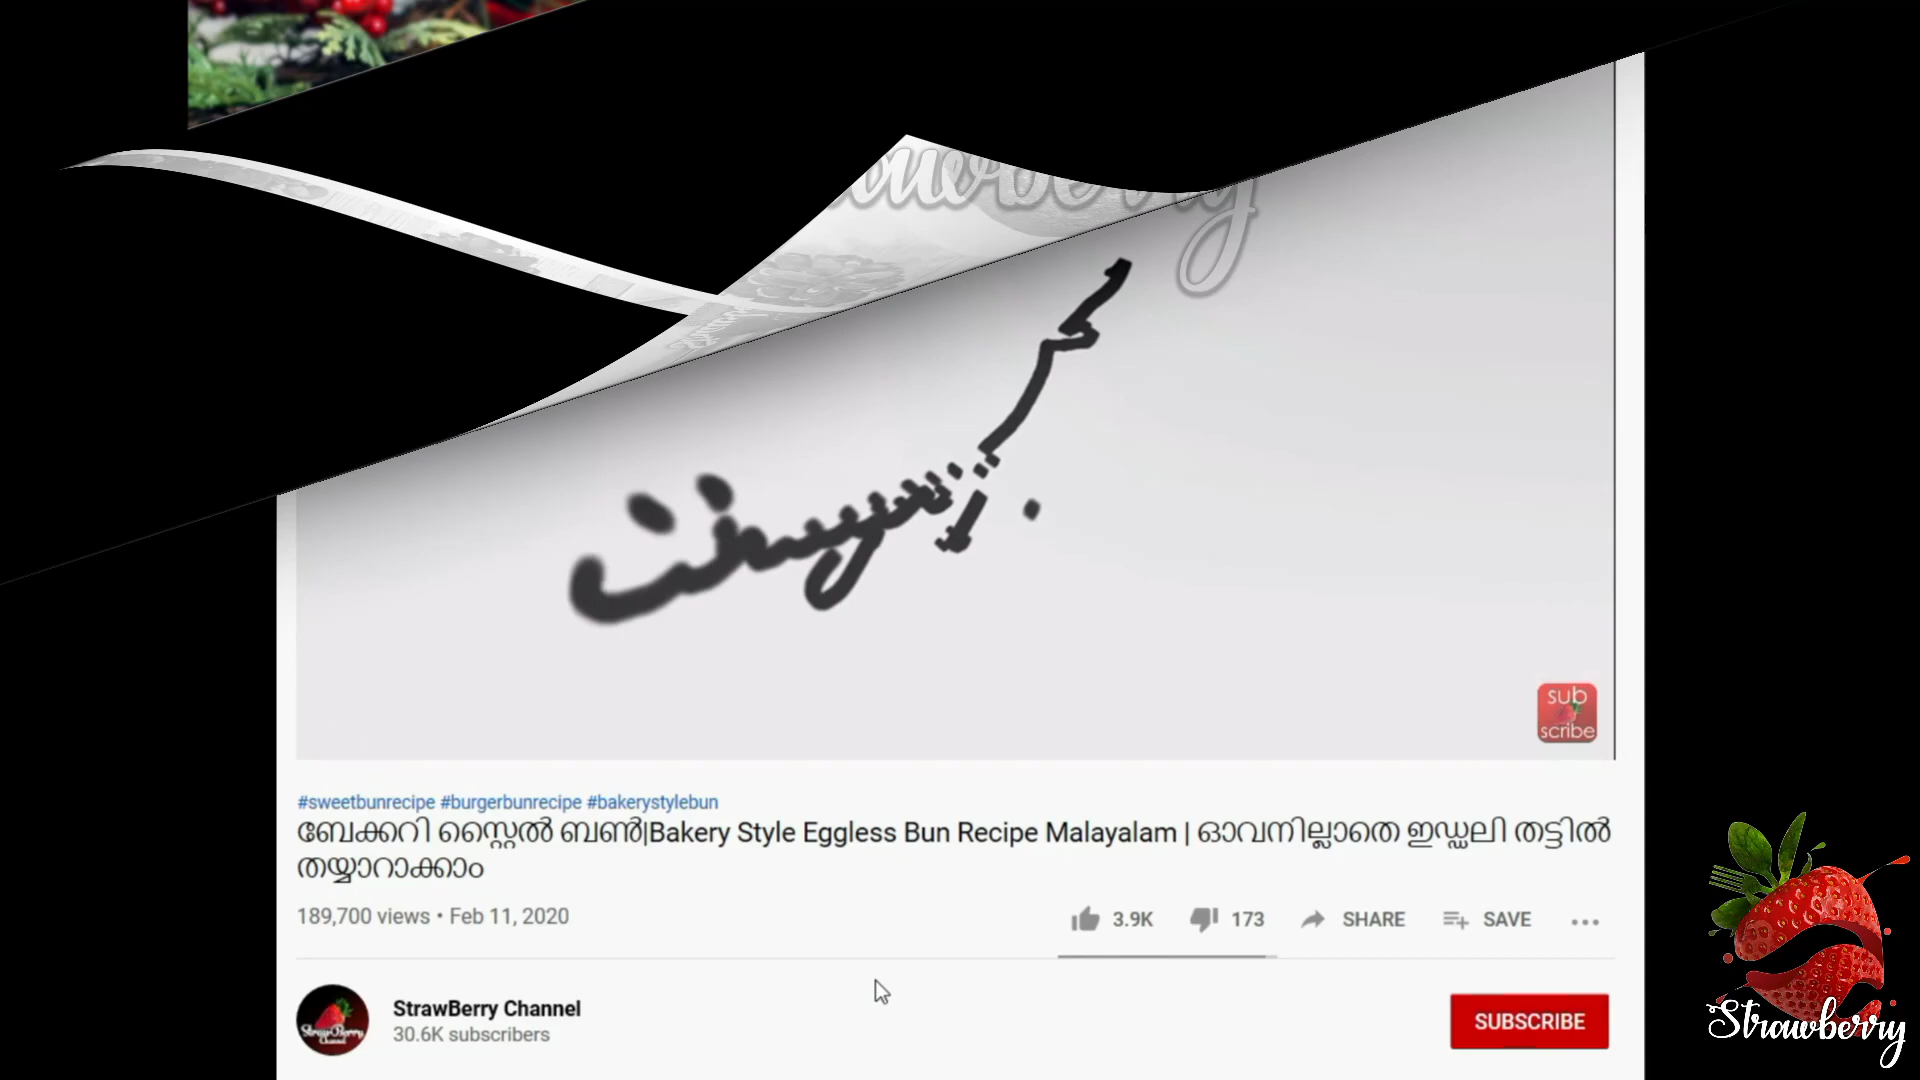 sub
scribe
#sweetbunrecipe #burgerbunrecipe #bakerystylebun
ബേക്കറി സ്റ്റൈൽ ബൺ|Bakery Style Eggless Bun Recipe Malayalam | ഓവനില്ലാതെ ഇഡ്ഡലി തട്ടിൽ
തയ്യാറാക്കാം
189,700 views • Feb 11, 2020
3.9K 173 SHARE SAVE
StrawBerry Channel
30.6K subscribers
SUBSCRIBE
Strawberry